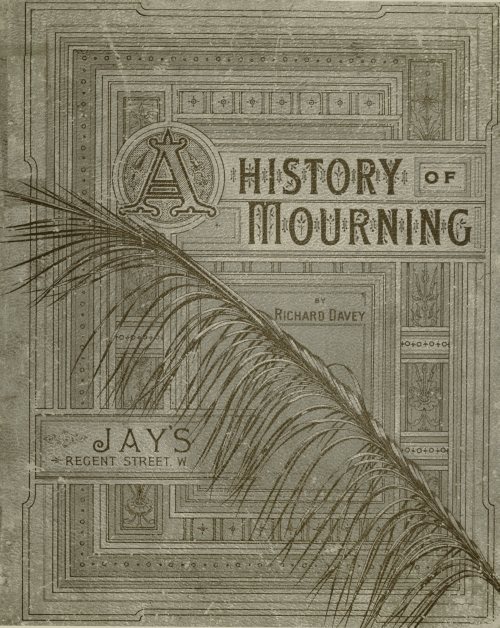 A HISTORY OF
MOURNING
BY
RICHARD DAVEY
JAY'S
REGENT STREET. W